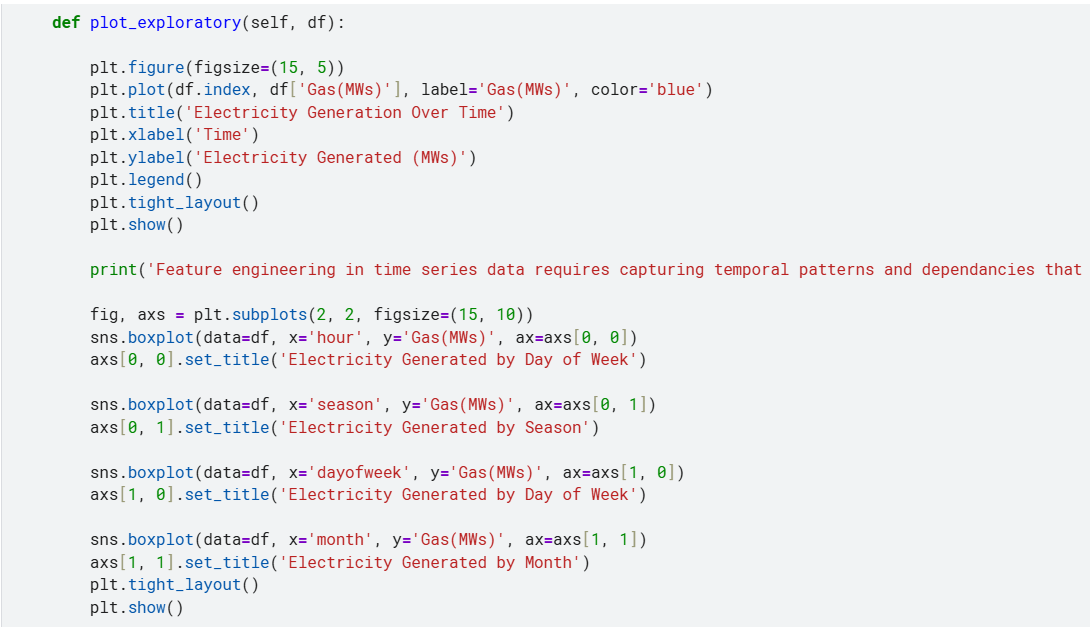 def plot_exploratory(self, df):
plt.figure(figsize=(15, 5))
plt.plot(df.index, df['Gas(MWs)'], label='Gas(MWs)', color='blue')
plt.title('Electricity Generation Over Time')
plt.xlabel('Time')
plt.ylabel('Electricity Generated (MWs)')
plt.legend()
plt.tight_layout()
plt.show()
print('Feature engineering in time series data requires capturing temporal patterns and dependancies that
fig, axs = plt.subplots(2, 2, figsize=(15, 10))
sns.boxplot(data=df, x='hour', y='Gas(MWs)', ax=axs[0, 0])
axs[0, 0].set_title('Electricity Generated by Day of Week')
sns.boxplot(data=df, x='season', y='Gas(MWs)', ax=axs[0, 1])
axs[0, 1].set_title('Electricity Generated by Season')
sns.boxplot(data=df, x='dayofweek', y='Gas(MWs)', ax=axs[1, 0])
axs[1, 0].set_title('Electricity Generated by Day of Week')
sns.boxplot(data=df, x='month', y='Gas(MWs)', ax=axs[1, 1])
axs[1, 1].set_title('Electricity Generated by Month')
plt.tight_layout()
plt.show()